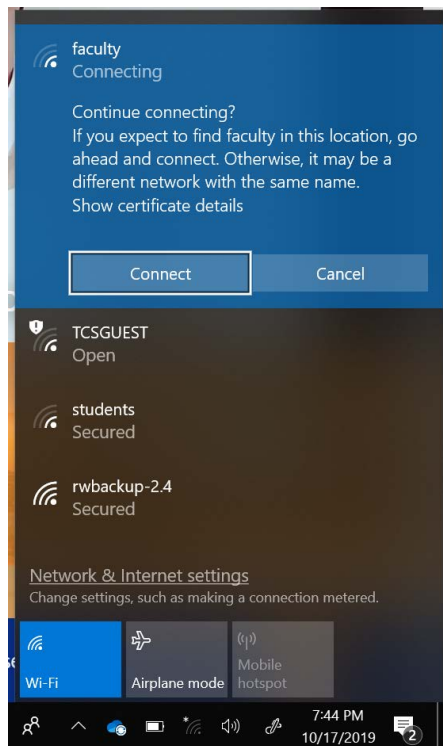 faculty
Connecting
Continue connecting?
If you expect to find faculty in this location, go
ahead and connect. Otherwise, it may be a
different network with the same name.
Show certificate details
Connect
Cancel
TCSGUEST
Open
students
Secured
rwbackup-2.4
Secured
Network & Internet settings
Change settings, such as making a connection metered.
Wi-Fi
Airplane mode
Mobile
hotspot
7:44 PM
10/17/2019
2